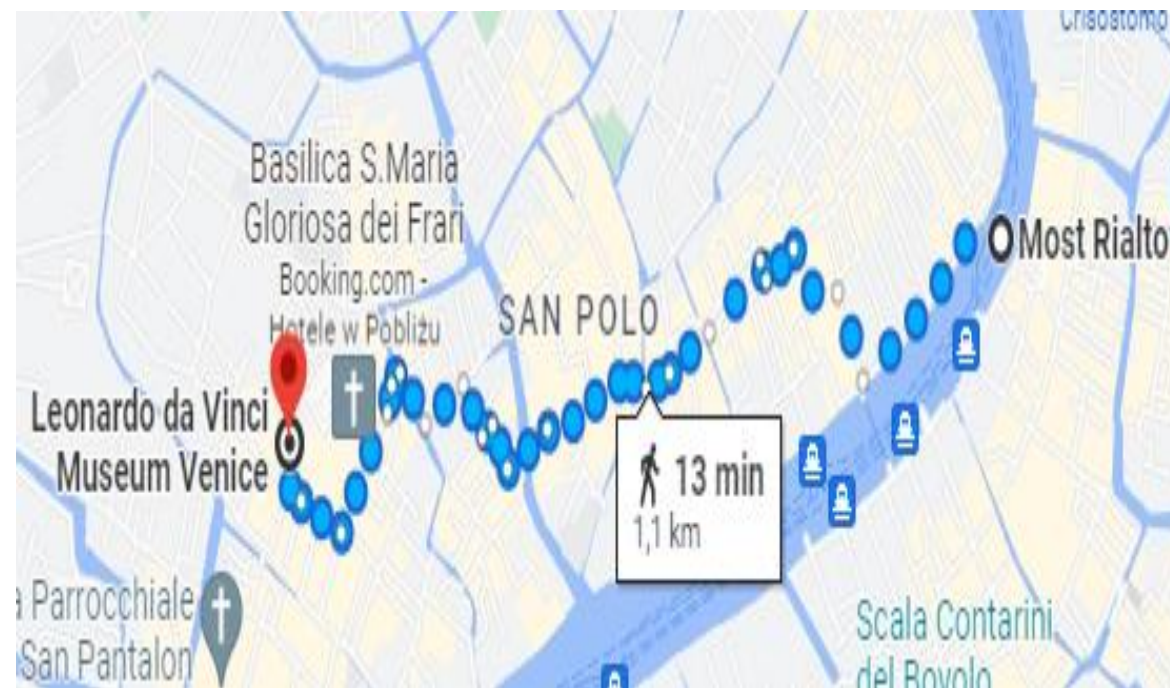 Crisostomo
Basilica S.Maria
Gloriosa dei Frari
Booking.com -
Hotele w Pobliżu
Most Rialto
SAN POLO
Leonardo da Vinci
Museum Venice
13 min
1,1 km
a Parrocchiale
San Pantalon
Scala Contarini
del Bovolo